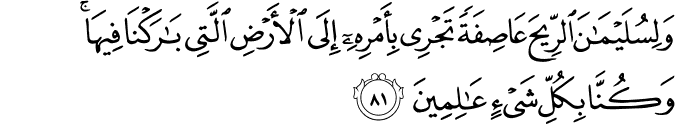 وَلِسُلَيْمَـٰنَ ٱلرِّيحَ عَاصِفَةً تَجْرِى بِأَمْرِهِۦٓ إِلَى ٱلْأَرْضِ ٱلَّتِى بَـٰرَكْنَا فِيهَا ۚ
وَكُنَّا بِكُلِّ شَىْءٍ عَـٰلِمِينَ ٨١